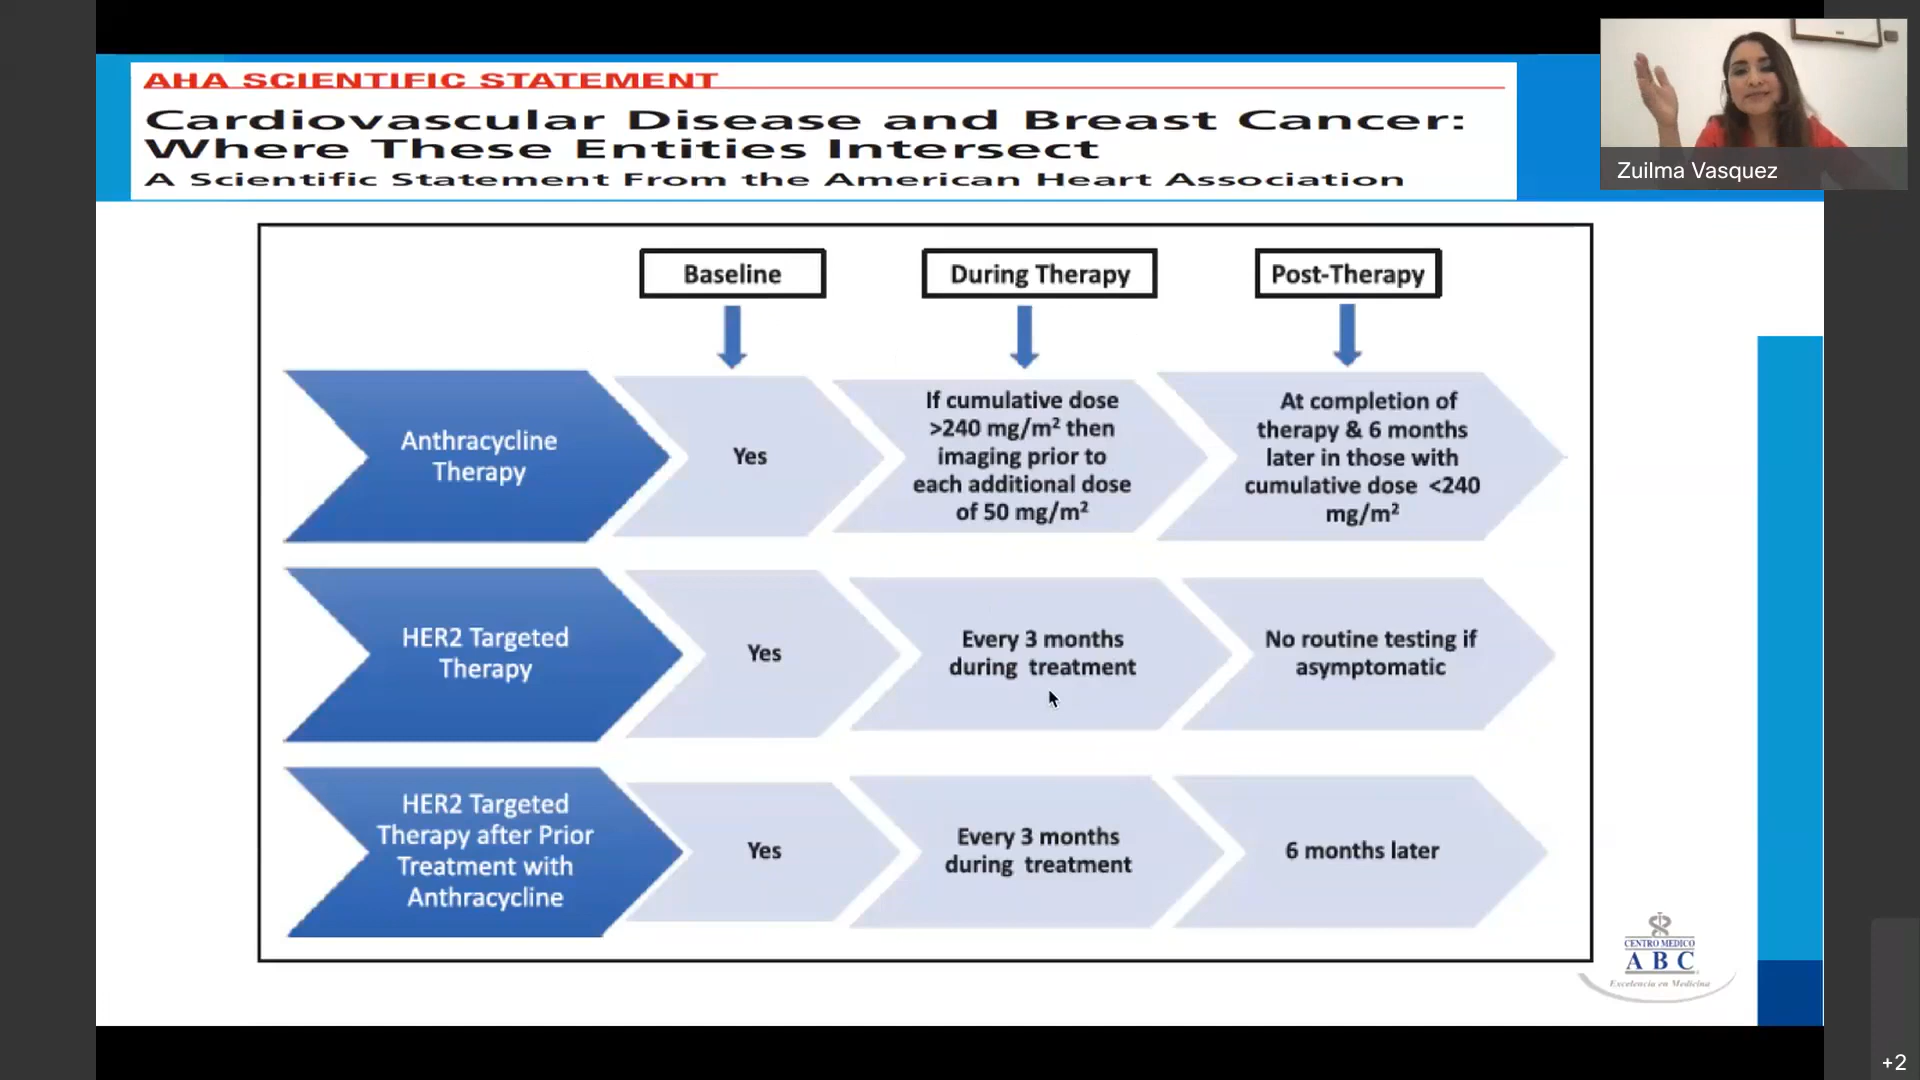 AHA SCIENTIFIC STATEMENT
Cardiovascular Disease and Breast Cancer:
Where These Entities Intersect
A Scientific Statement From the American Heart Association
Zuilma Vasquez
Baseline
During Therapy
Post-Therapy
Anthracycline
Therapy
Yes
If cumulative dose
>240 mg/m² then
imaging prior to
each additional dose
of 50 mg/m²
At completion of
therapy & 6 months
later in those with
cumulative dose <240
mg/m²
HER2 Targeted
Therapy
Yes
Every 3 months
during treatment
No routine testing if
asymptomatic
HER2 Targeted
Therapy after Prior
Treatment with
Anthracycline
Yes
Every 3 months
during treatment
6 months later
CENTRO MEDICO
A B C
Excelencia en Medicina
+2